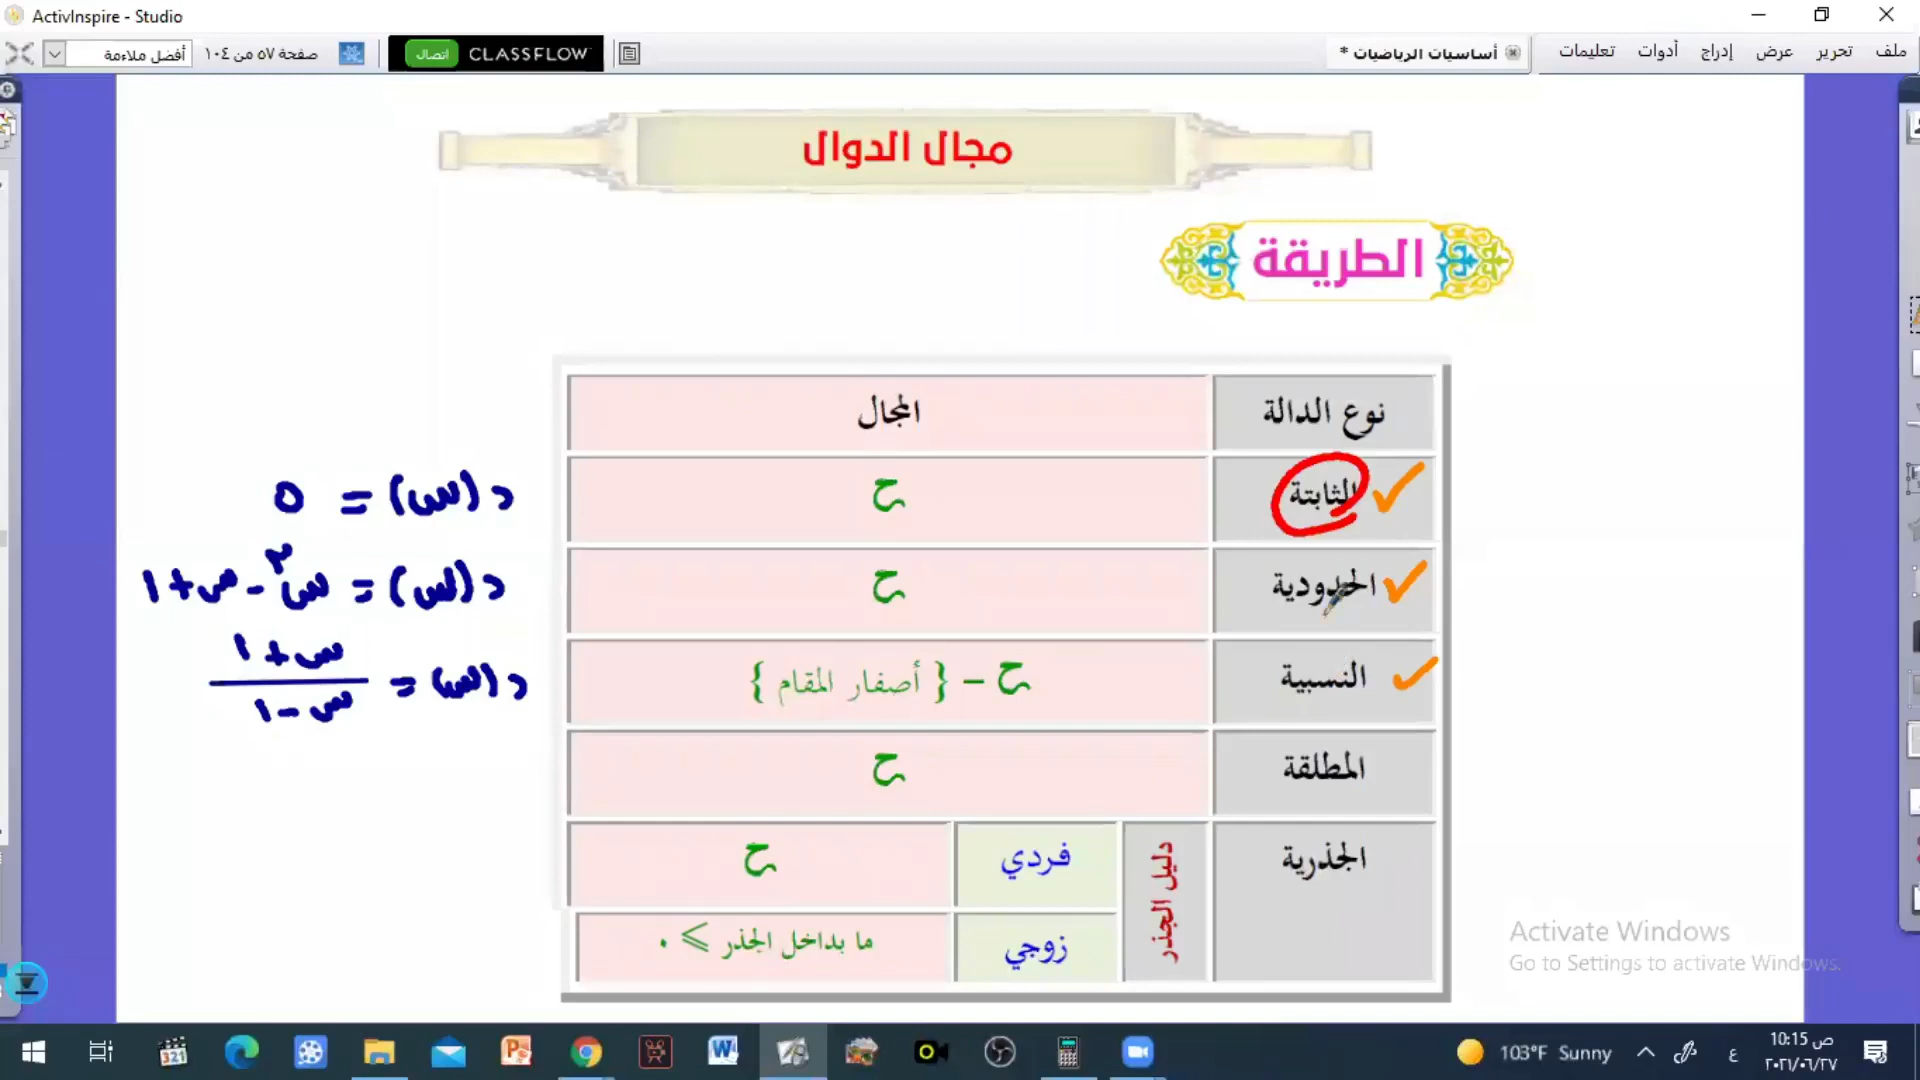 ActivInspire - Studio
ملف تحرير عرض إدراج أدوات تعليمات
أساسيات الرياضيات *
CLASSFLOW اتصال
صفحة ٥٧ من ١٠٤
أفضل ملاءمة
مجال الدوال
الطريقة
نوع الدالة المجال
الثابتة ح
د(س) = ٥
الحدودية ح
د(س) = س٢ - س + ١
النسبية ح – { أصفار المقام }
د(س) = (س + ١) / (س - ١)
المطلقة ح
الجذرية دليل الجذر فردي ح
زوجي ما بداخل الجذر ⩾ ٠
Activate Windows
Go to Settings to activate Windows.
321
103°F Sunny
ع
10:15 ص
٢٠٢١/٠٦/٢٧